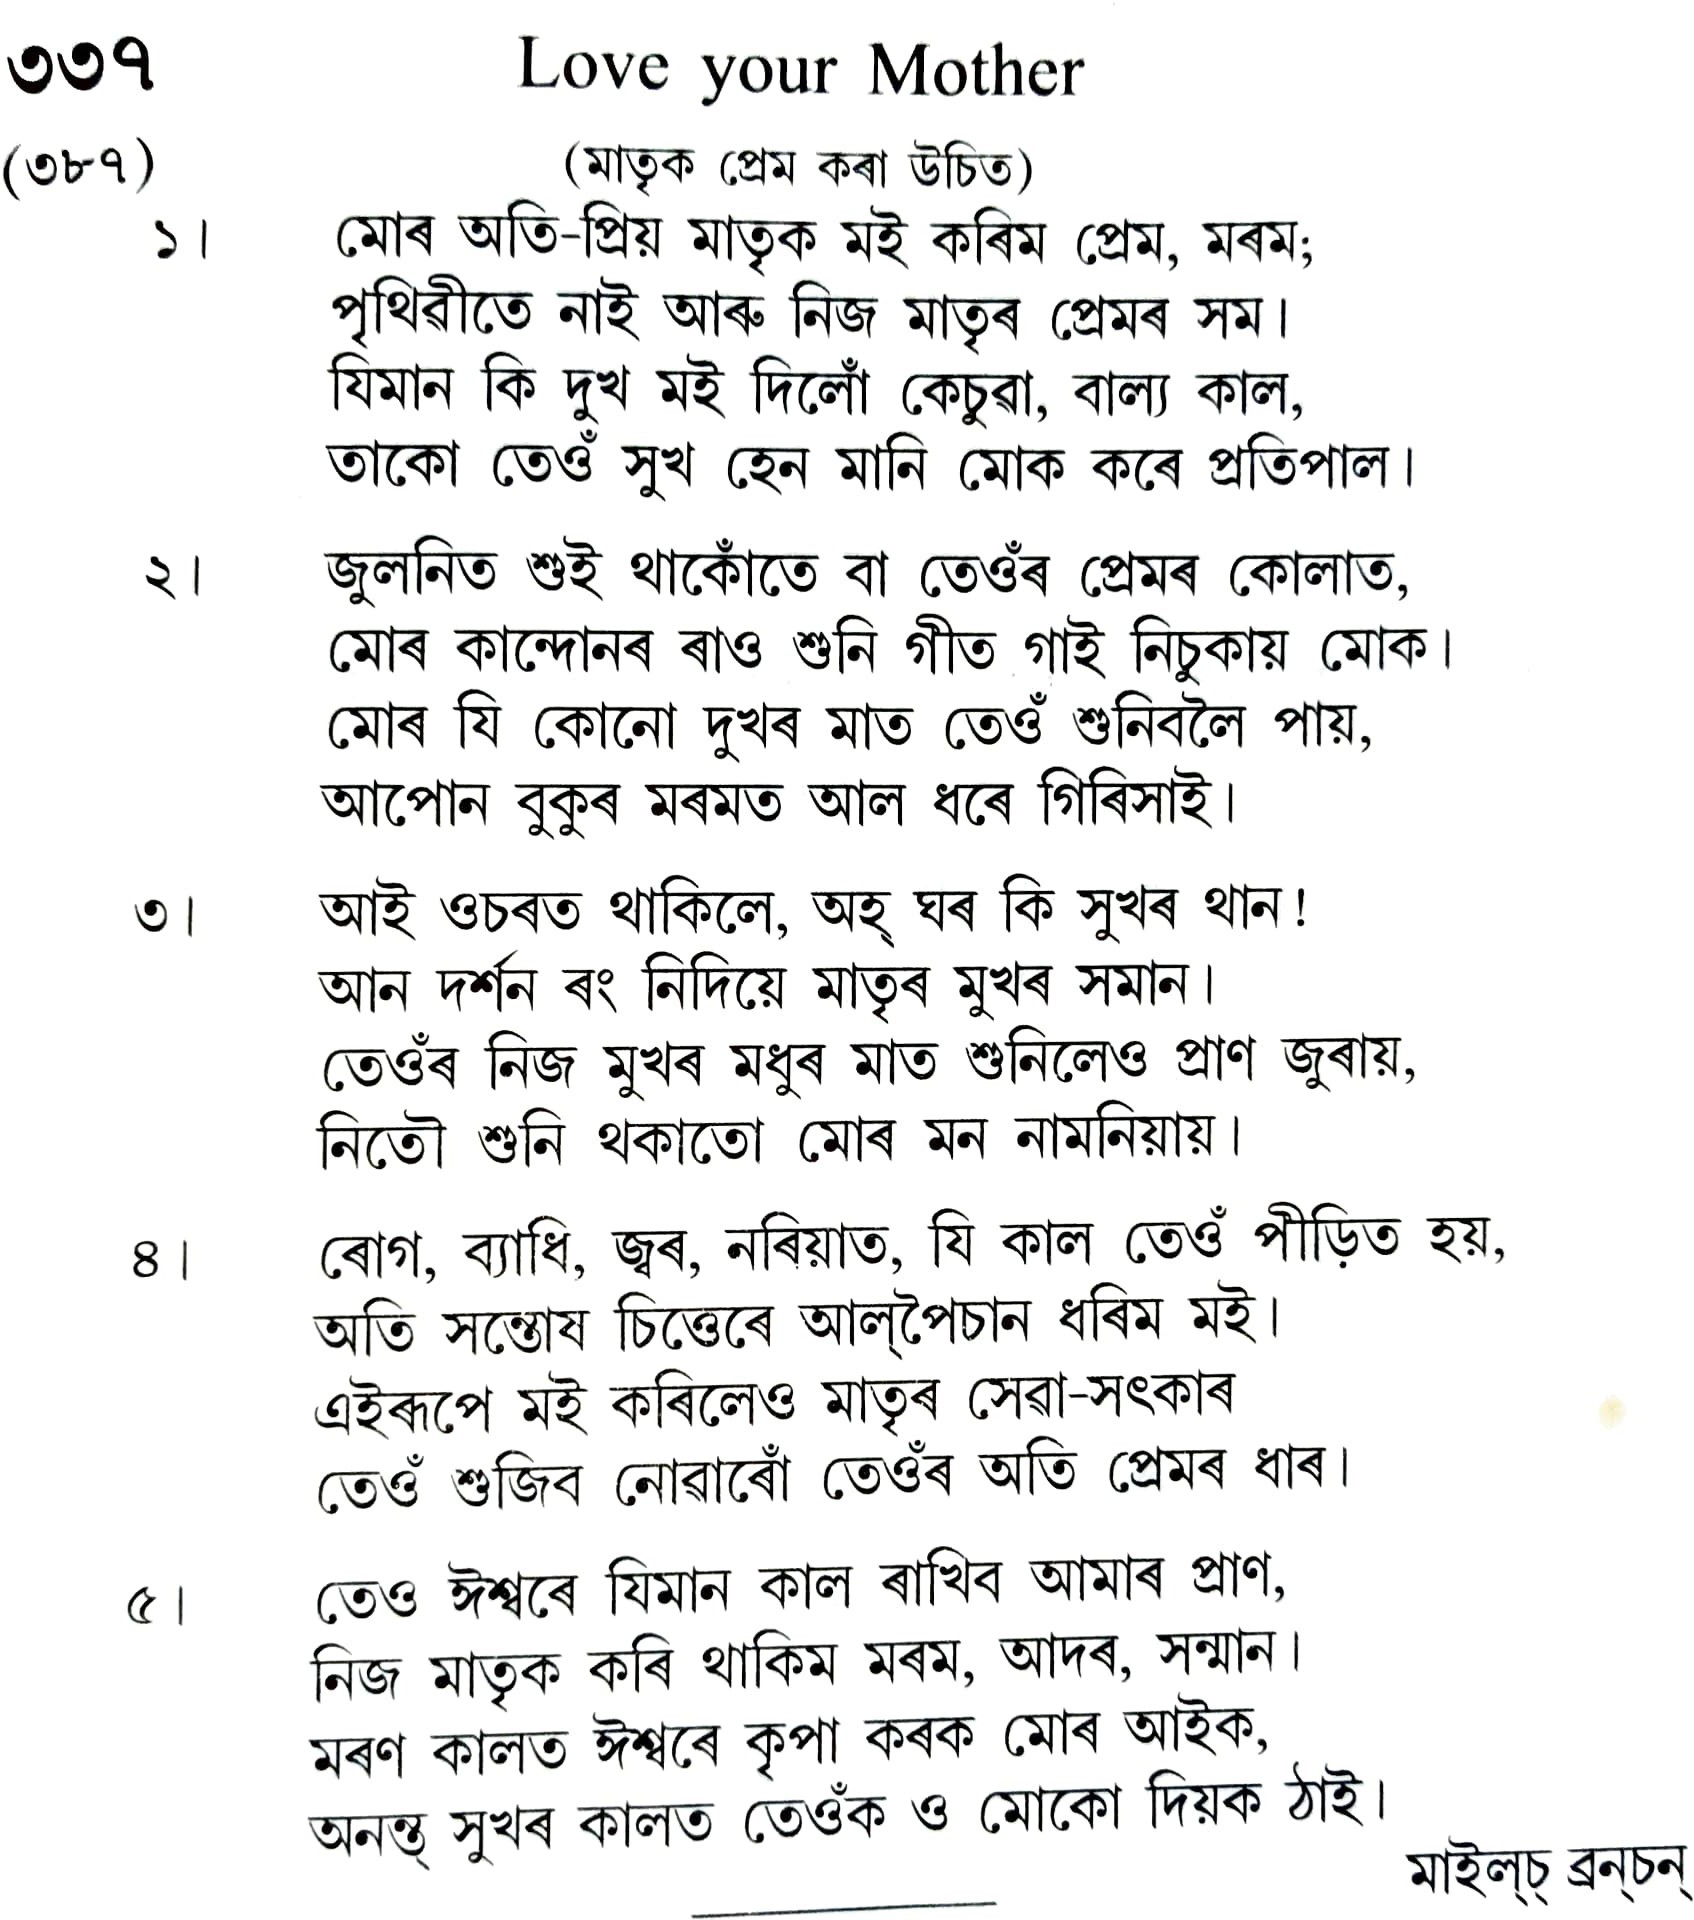 ৩৩৭ Love your Mother
(৩৮৭) (মাতৃক প্ৰেম কৰা উচিত)
১। মোৰ অতি-প্ৰিয় মাতৃক মই কৰিম প্ৰেম, মৰম;
পৃথিৱীতে নাই আৰু নিজ মাতৃৰ প্ৰেমৰ সম।
যিমান কি দুখ মই দিলোঁ কেচুৱা, বাল্য কাল,
তাকো তেওঁ সুখ হেন মানি মোক কৰে প্ৰতিপাল।
২। জুলনিত শুই থাকোঁতে বা তেওঁৰ প্ৰেমৰ কোলাত,
মোৰ কান্দোনৰ ৰাও শুনি গীত গাই নিচুকায় মোক।
মোৰ যি কোনো দুখৰ মাত তেওঁ শুনিবলৈ পায়,
আপোন বুকুৰ মৰমত আল ধৰে গিৰিসাই।
৩। আই ওচৰত থাকিলে, অহ্ ঘৰ কি সুখৰ থান!
আন দৰ্শন ৰং নিদিয়ে মাতৃৰ মুখৰ সমান।
তেওঁৰ নিজ মুখৰ মধুৰ মাত শুনিলেও প্ৰাণ জুৰায়,
নিতৌ শুনি থকাতো মোৰ মন নামনিয়ায়।
৪। ৰোগ, ব্যাধি, জ্বৰ, নৰিয়াত, যি কাল তেওঁ পীড়িত হয়,
অতি সন্তোষ চিত্তেৰে আল্‌পৈচান ধৰিম মই।
এইৰূপে মই কৰিলেও মাতৃৰ সেৱা-সৎকাৰ
তেওঁ শুজিব নোৱাৰোঁ তেওঁৰ অতি প্ৰেমৰ ধাৰ।
৫। তেও ঈশ্বৰে যিমান কাল ৰাখিব আমাৰ প্ৰাণ,
নিজ মাতৃক কৰি থাকিম মৰম, আদৰ, সন্মান।
মৰণ কালত ঈশ্বৰে কৃপা কৰক মোৰ আইক,
অনন্ত্ সুখৰ কালত তেওঁক ও মোকো দিয়ক ঠাই।
মাইল্‌চ্ ব্ৰন্‌চন্